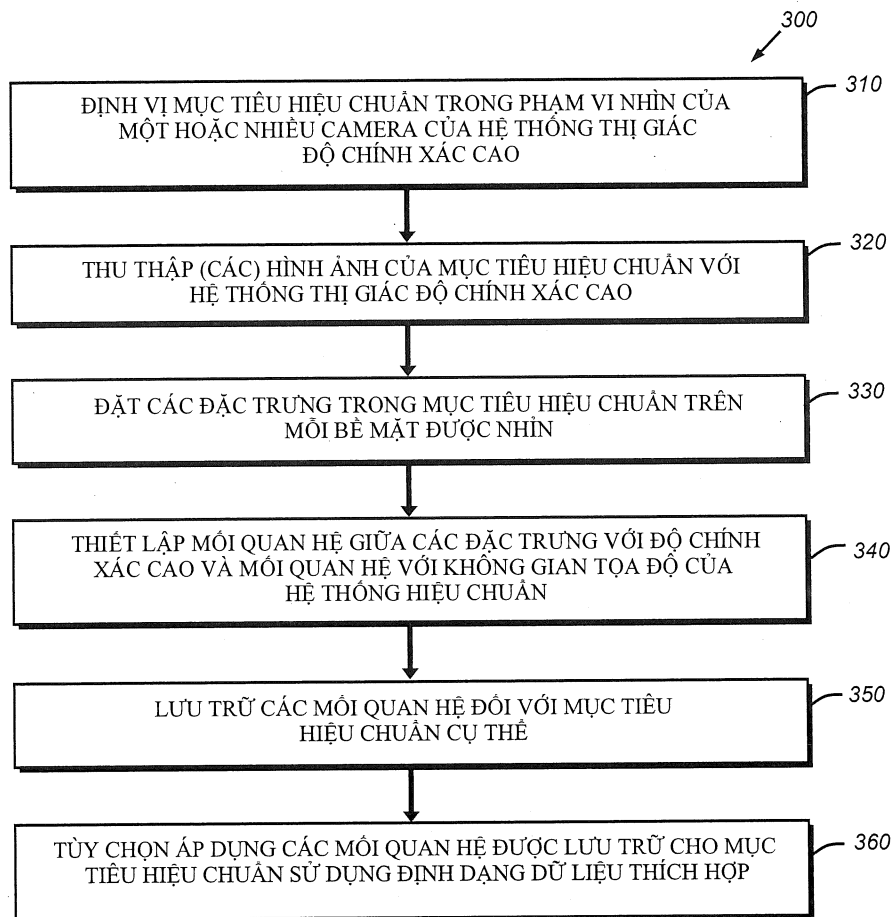 300
310
ĐỊNH VỊ MỤC TIÊU HIỆU CHUẨN TRONG PHẠM VI NHÌN CỦA
MỘT HOẶC NHIỀU CAMERA CỦA HỆ THỐNG THỊ GIÁC
ĐỘ CHÍNH XÁC CAO
320
THU THẬP (CÁC) HÌNH ẢNH CỦA MỤC TIÊU HIỆU CHUẨN VỚI
HỆ THỐNG THỊ GIÁC ĐỘ CHÍNH XÁC CAO
330
ĐẶT CÁC ĐẶC TRƯNG TRONG MỤC TIÊU HIỆU CHUẨN TRÊN
MỖI BỀ MẶT ĐƯỢC NHÌN
340
THIẾT LẬP MỐI QUAN HỆ GIỮA CÁC ĐẶC TRƯNG VỚI ĐỘ CHÍNH
XÁC CAO VÀ MỐI QUAN HỆ VỚI KHÔNG GIAN TỌA ĐỘ CỦA
HỆ THỐNG HIỆU CHUẨN
350
LƯU TRỮ CÁC MỐI QUAN HỆ ĐỐI VỚI MỤC TIÊU
HIỆU CHUẨN CỤ THỂ
360
TÙY CHỌN ÁP DỤNG CÁC MỐI QUAN HỆ ĐƯỢC LƯU TRỮ CHO MỤC
TIÊU HIỆU CHUẨN SỬ DỤNG ĐỊNH DẠNG DỮ LIỆU THÍCH HỢP